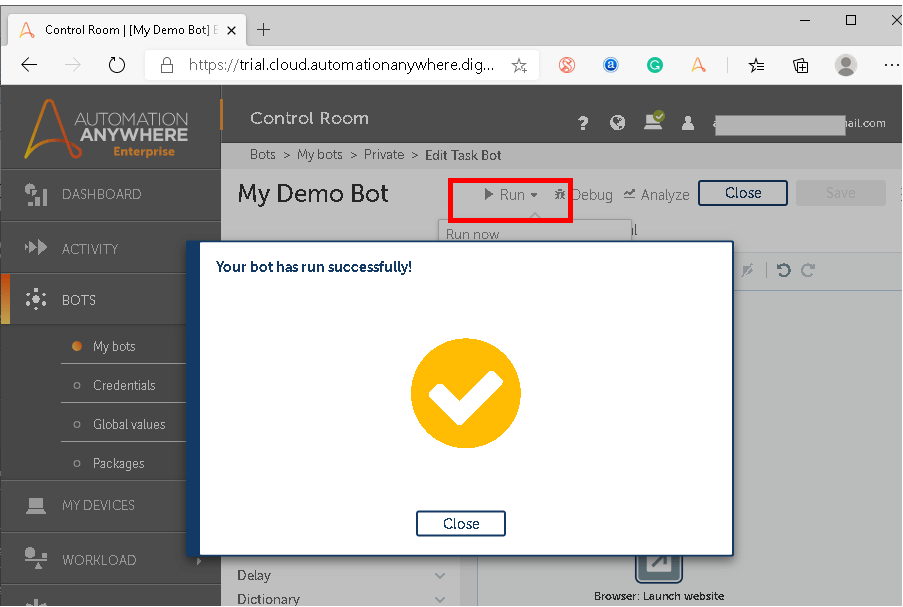 Control Room | [My Demo Bot] E
https://trial.cloud.automationanywhere.dig...
AUTOMATION
ANYWHERE
Enterprise
Control Room
ail.com
Bots > My bots > Private > Edit Task Bot
DASHBOARD
My Demo Bot
Run
Debug
Analyze
Close
Save
Run now
ACTIVITY
Your bot has run successfully!
BOTS
My bots
Credentials
Global values
Packages
MY DEVICES
Close
WORKLOAD
Delay
Dictionary
Browser: Launch website